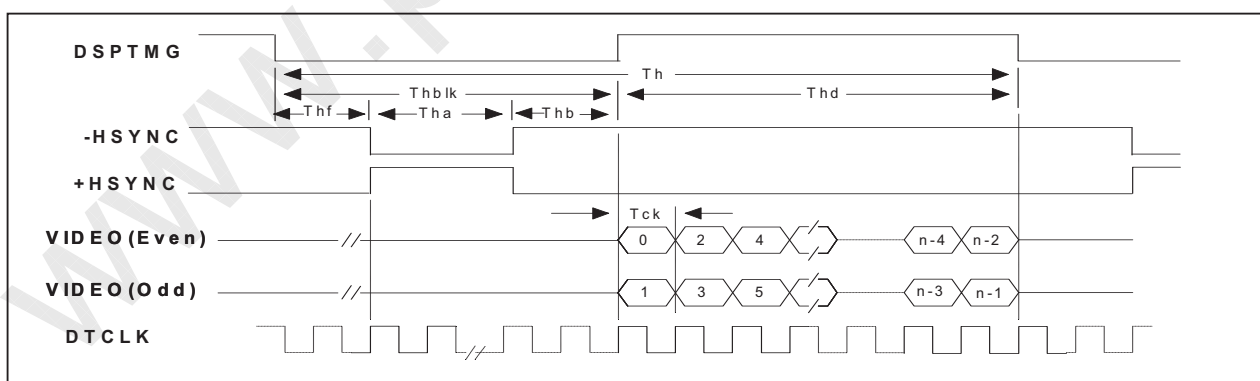 DSPTMG
Th
Thblk Thd
Thf Tha Thb
-HSYNC
+HSYNC
Tck
VIDEO(Even) 0 2 4 n-4 n-2
VIDEO(Odd) 1 3 5 n-3 n-1
DTCLK
www.p